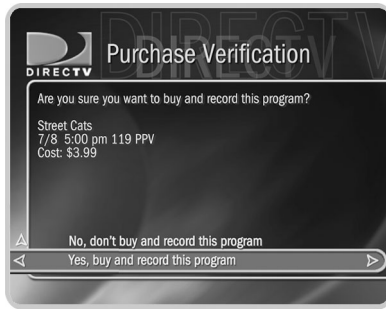 DIRECTV
DIRECTV
Purchase Verification
DIRECTV
Are you sure you want to buy and record this program?
Street Cats
7/8 5:00 pm 119 PPV
Cost: $3.99
No, don't buy and record this program
Yes, buy and record this program